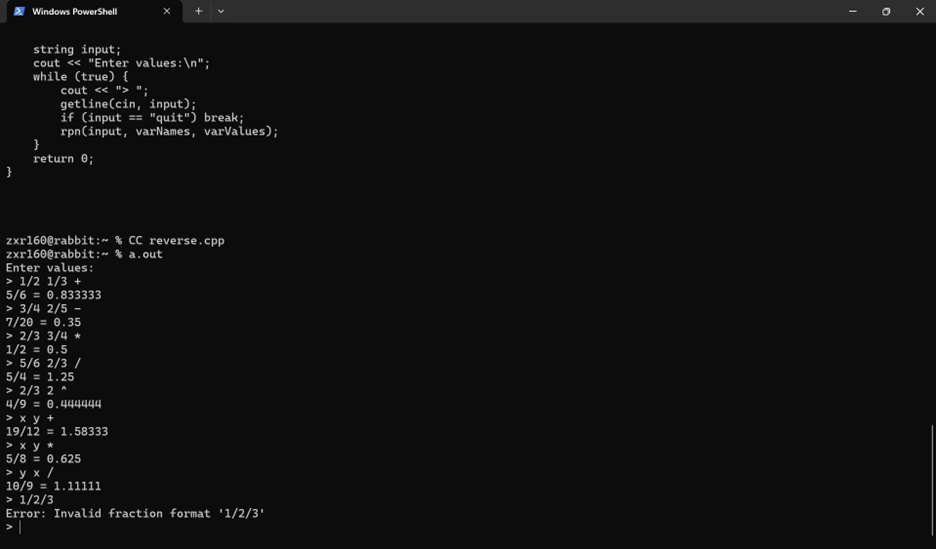 Windows PowerShell
    string input;
    cout << "Enter values:\n";
    while (true) {
        cout << "> ";
        getline(cin, input);
        if (input == "quit") break;
        rpn(input, varNames, varValues);
    }
    return 0;
}
zxr160@rabbit:~ % CC reverse.cpp
zxr160@rabbit:~ % a.out
Enter values:
> 1/2 1/3 +
5/6 = 0.833333
> 3/4 2/5 -
7/20 = 0.35
> 2/3 3/4 *
1/2 = 0.5
> 5/6 2/3 /
5/4 = 1.25
> 2/3 2 ^
4/9 = 0.444444
> x y +
19/12 = 1.58333
> x y *
5/8 = 0.625
> y x /
10/9 = 1.11111
> 1/2/3
Error: Invalid fraction format '1/2/3'
>